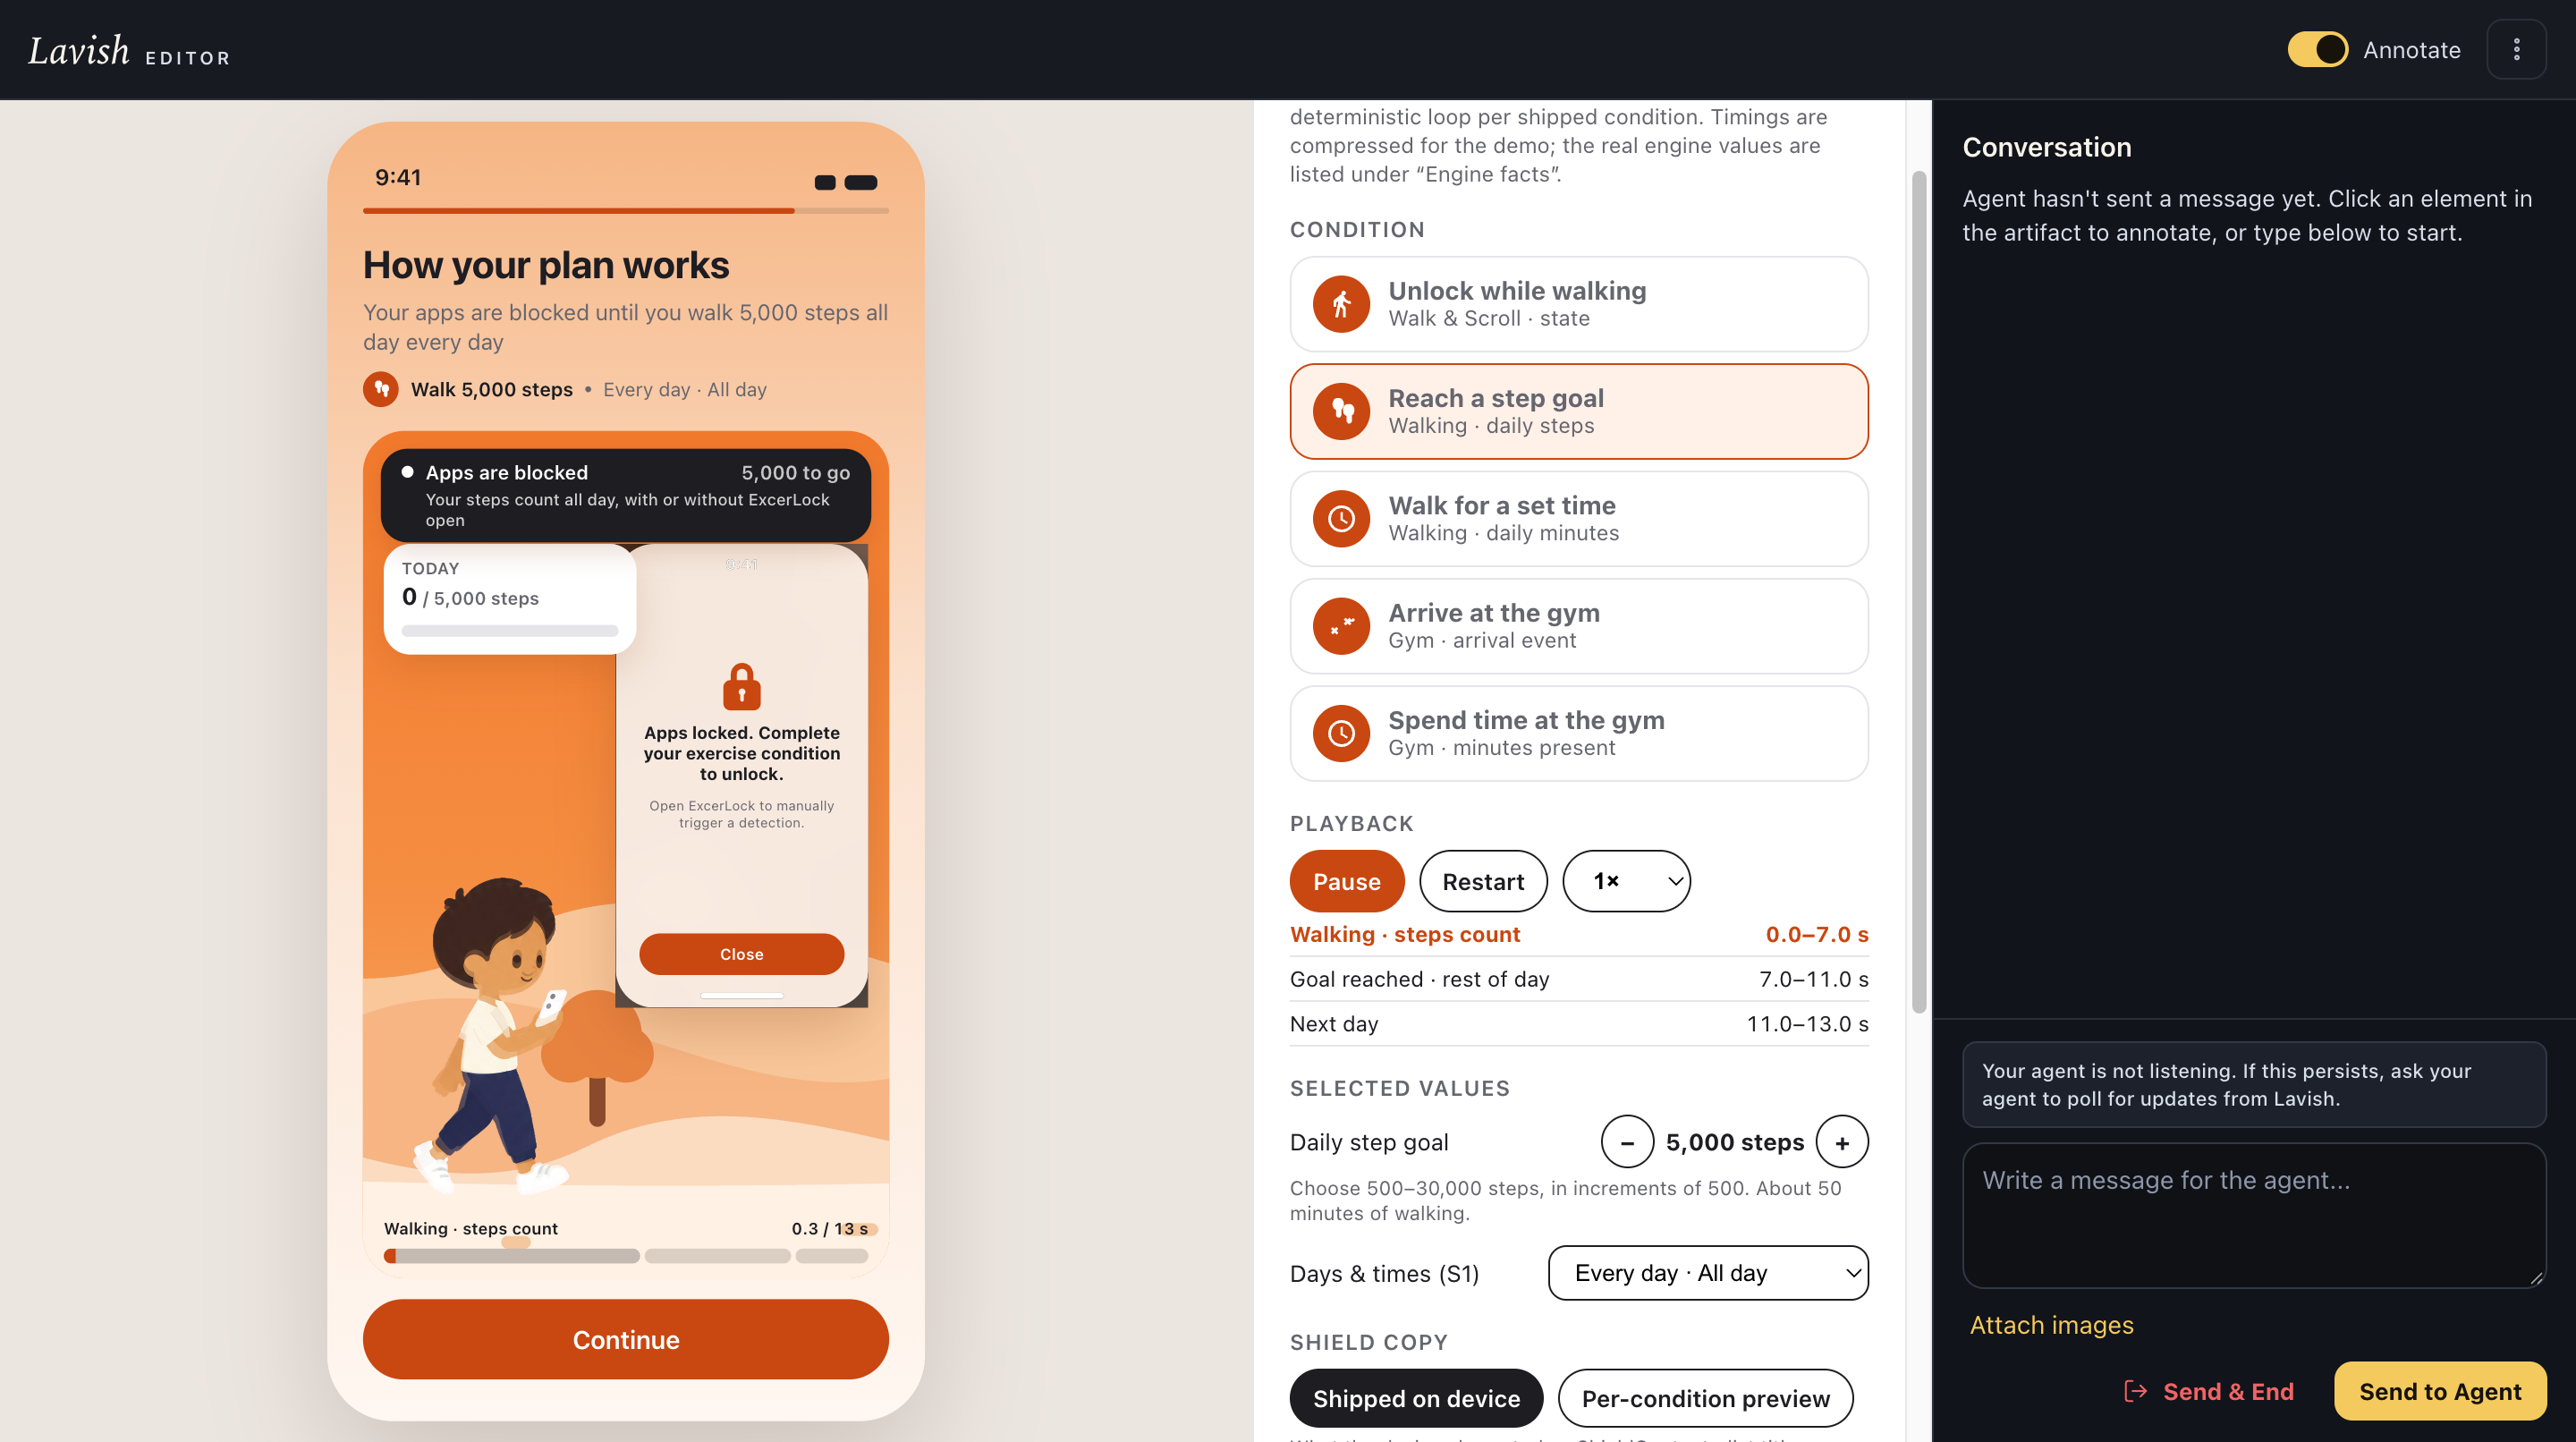 Lavish EDITOR
Annotate
9:41
How your plan works
Your apps are blocked until you walk 5,000 steps all
day every day
Walk 5,000 steps • Every day · All day
Apps are blocked 5,000 to go
Your steps count all day, with or without ExcerLock
open
TODAY
0 / 5,000 steps
9:41
Apps locked. Complete
your exercise condition
to unlock.
Open ExcerLock to manually
trigger a detection.
Close
Walking · steps count 0.3 / 13 s
Continue
deterministic loop per shipped condition. Timings are
compressed for the demo; the real engine values are
listed under “Engine facts”.
CONDITION
Unlock while walking
Walk & Scroll · state
Reach a step goal
Walking · daily steps
Walk for a set time
Walking · daily minutes
Arrive at the gym
Gym · arrival event
Spend time at the gym
Gym · minutes present
PLAYBACK
Pause Restart 1×
Walking · steps count 0.0–7.0 s
Goal reached · rest of day 7.0–11.0 s
Next day 11.0–13.0 s
SELECTED VALUES
Daily step goal − 5,000 steps +
Choose 500–30,000 steps, in increments of 500. About 50
minutes of walking.
Days & times (S1) Every day · All day
SHIELD COPY
Shipped on device Per-condition preview
Conversation
Agent hasn't sent a message yet. Click an element in
the artifact to annotate, or type below to start.
Your agent is not listening. If this persists, ask your
agent to poll for updates from Lavish.
Write a message for the agent...
Attach images
Send & End Send to Agent